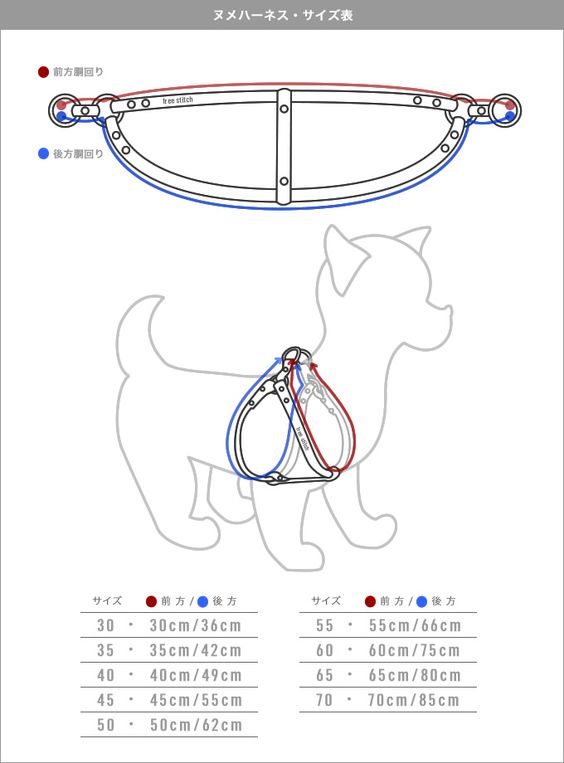 ヌメハーネス・サイズ表
前方胴回り
free stitch
後方胴回り
free stitch
サイズ 前方/後方
30 ・ 30cm/36cm
35 ・ 35cm/42cm
40 ・ 40cm/49cm
45 ・ 45cm/55cm
50 ・ 50cm/62cm
サイズ 前方/後方
55 ・ 55cm/66cm
60 ・ 60cm/75cm
65 ・ 65cm/80cm
70 ・ 70cm/85cm